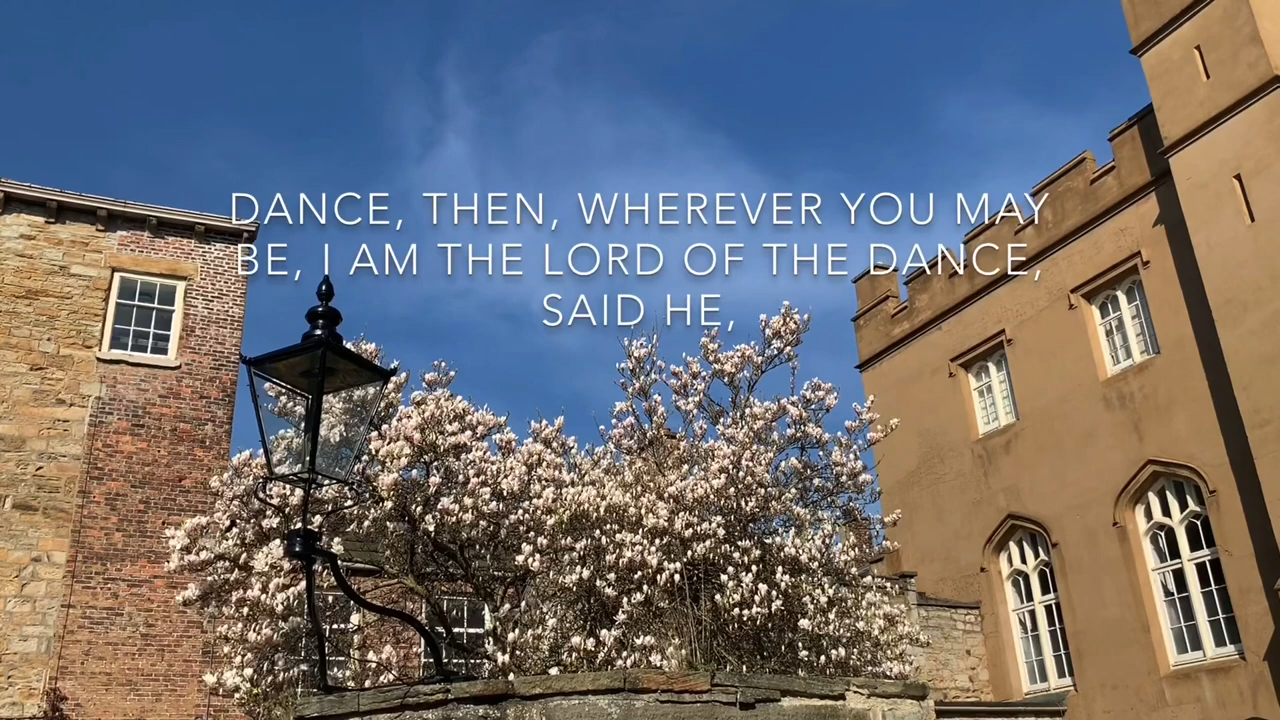 DANCE, THEN, WHEREVER YOU MAY
BE, I AM THE LORD OF THE DANCE,
SAID HE,